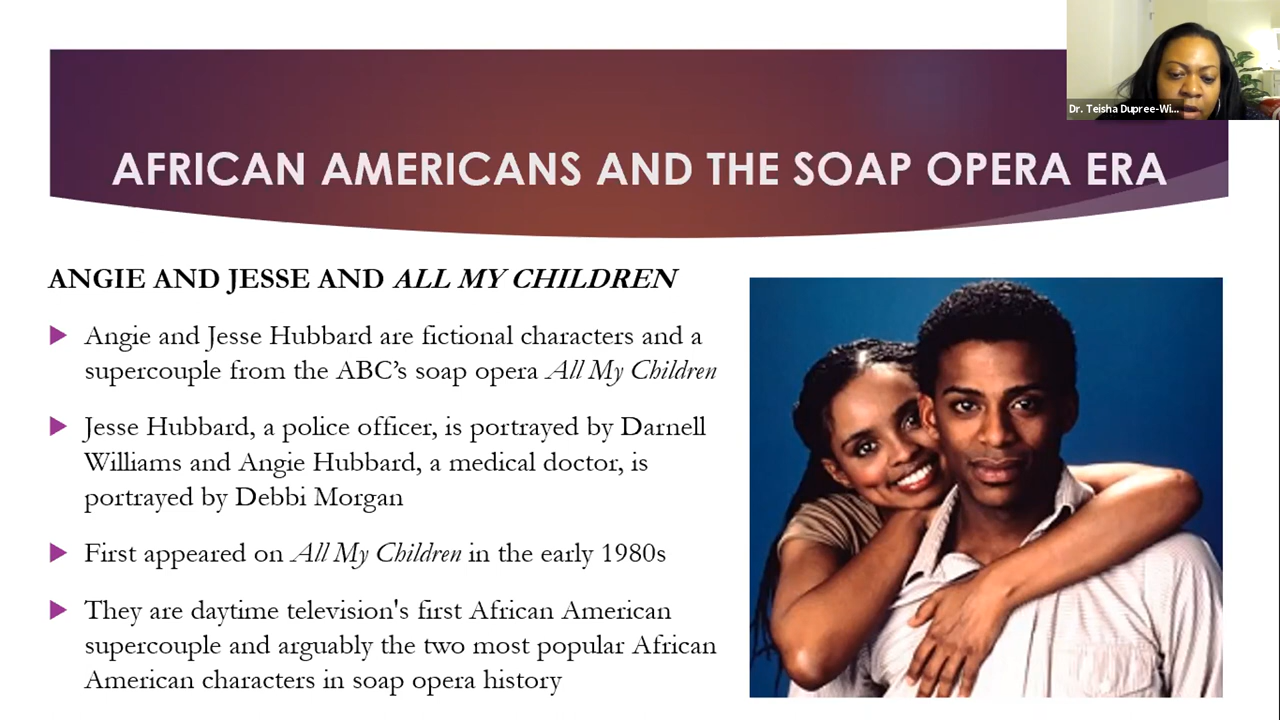 Dr. Teisha Dupree-Wi...
AFRICAN AMERICANS AND THE SOAP OPERA ERA
ANGIE AND JESSE AND ALL MY CHILDREN
Angie and Jesse Hubbard are fictional characters and a
supercouple from the ABC’s soap opera All My Children
Jesse Hubbard, a police officer, is portrayed by Darnell
Williams and Angie Hubbard, a medical doctor, is
portrayed by Debbi Morgan
First appeared on All My Children in the early 1980s
They are daytime television's first African American
supercouple and arguably the two most popular African
American characters in soap opera history